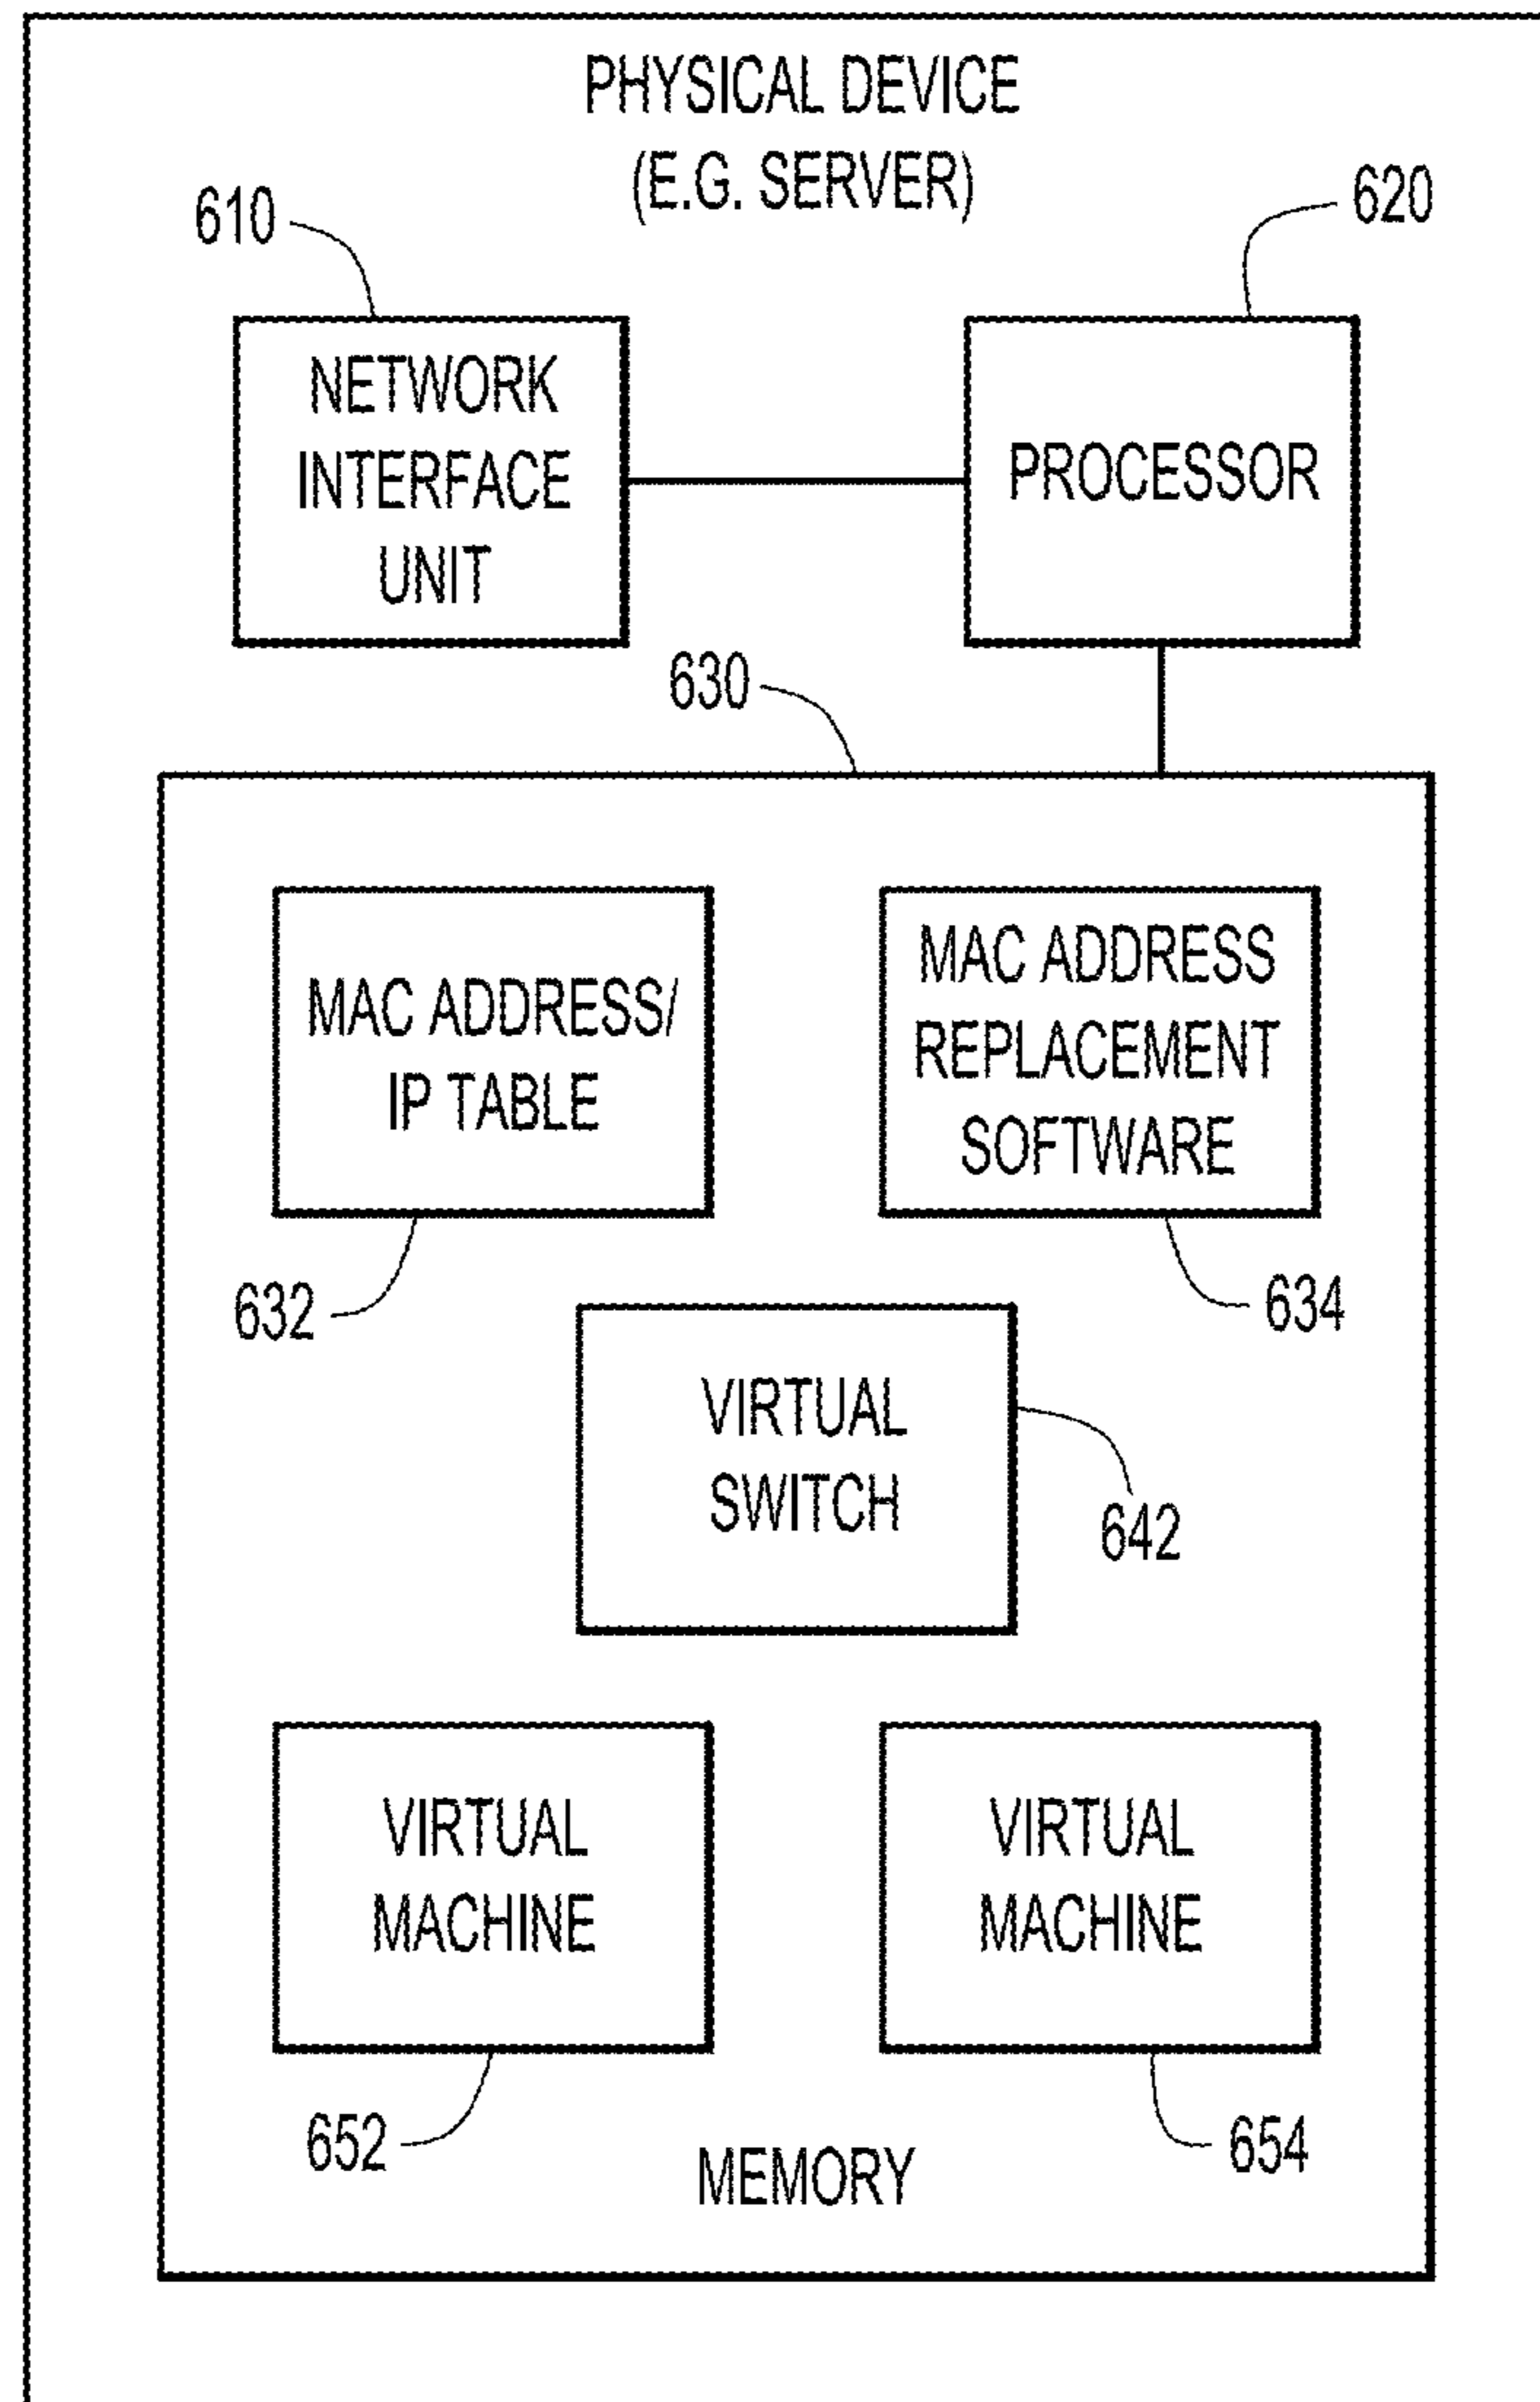 PHYSICAL DEVICE
(E.G. SERVER)
610
620
NETWORK
INTERFACE
UNIT
PROCESSOR
630
MAC ADDRESS/
IP TABLE
MAC ADDRESS
REPLACEMENT
SOFTWARE
632
634
VIRTUAL
SWITCH
642
VIRTUAL
MACHINE
VIRTUAL
MACHINE
652
654
MEMORY